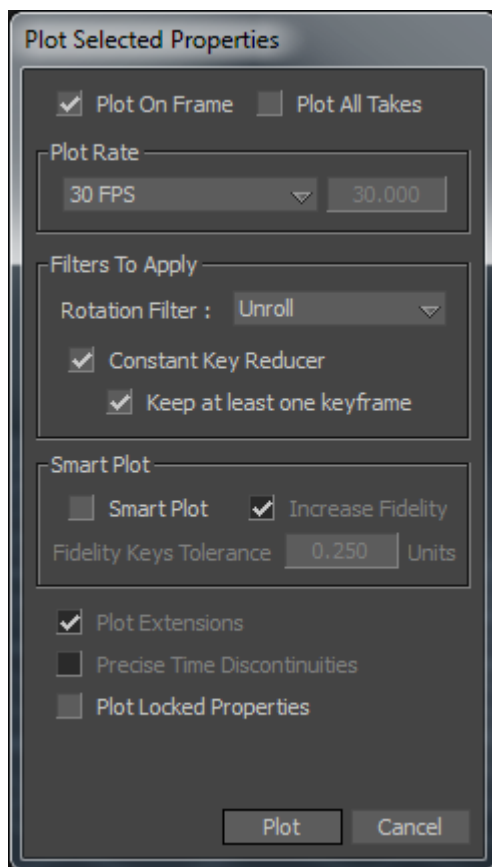 Plot Selected Properties
Plot On Frame Plot All Takes
Plot Rate
30 FPS 30.000
Filters To Apply
Rotation Filter : Unroll
Constant Key Reducer
Keep at least one keyframe
Smart Plot
Smart Plot Increase Fidelity
Fidelity Keys Tolerance 0.250 Units
Plot Extensions
Precise Time Discontinuities
Plot Locked Properties
Plot Cancel